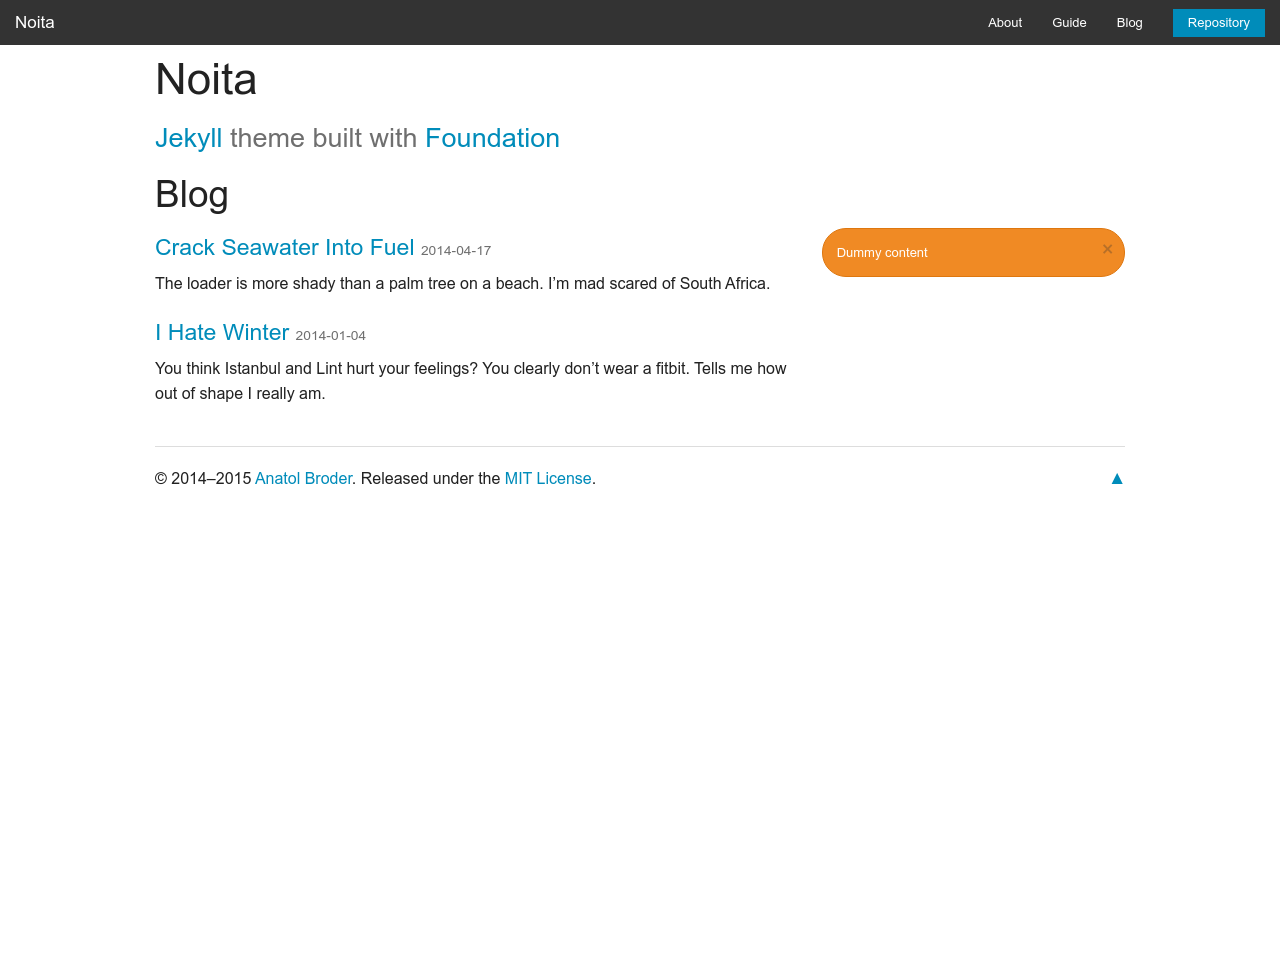 Noita
About Guide Blog Repository
Noita
Jekyll theme built with Foundation
Blog
Crack Seawater Into Fuel 2014-04-17
The loader is more shady than a palm tree on a beach. I’m mad scared of South Africa.
I Hate Winter 2014-01-04
You think Istanbul and Lint hurt your feelings? You clearly don’t wear a fitbit. Tells me how
out of shape I really am.
Dummy content ×
© 2014–2015 Anatol Broder. Released under the MIT License. ▲